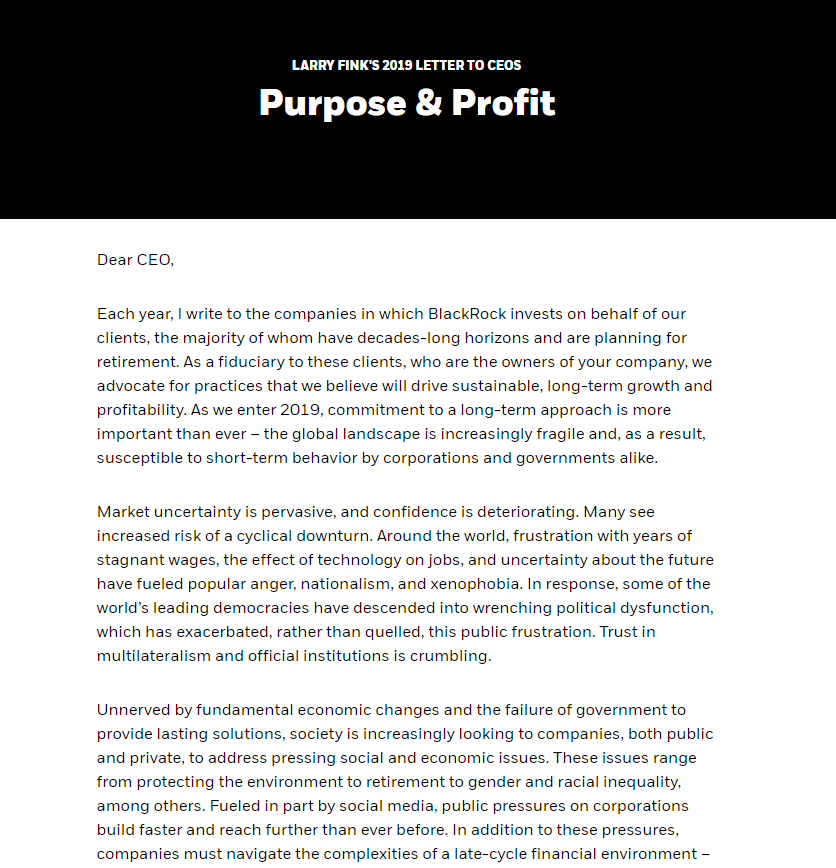 LARRY FINK'S 2019 LETTER TO CEOS
Purpose & Profit
Dear CEO,
Each year, I write to the companies in which BlackRock invests on behalf of our
clients, the majority of whom have decades-long horizons and are planning for
retirement. As a fiduciary to these clients, who are the owners of your company, we
advocate for practices that we believe will drive sustainable, long-term growth and
profitability. As we enter 2019, commitment to a long-term approach is more
important than ever – the global landscape is increasingly fragile and, as a result,
susceptible to short-term behavior by corporations and governments alike.
Market uncertainty is pervasive, and confidence is deteriorating. Many see
increased risk of a cyclical downturn. Around the world, frustration with years of
stagnant wages, the effect of technology on jobs, and uncertainty about the future
have fueled popular anger, nationalism, and xenophobia. In response, some of the
world's leading democracies have descended into wrenching political dysfunction,
which has exacerbated, rather than quelled, this public frustration. Trust in
multilateralism and official institutions is crumbling.
Unnerved by fundamental economic changes and the failure of government to
provide lasting solutions, society is increasingly looking to companies, both public
and private, to address pressing social and economic issues. These issues range
from protecting the environment to retirement to gender and racial inequality,
among others. Fueled in part by social media, public pressures on corporations
build faster and reach further than ever before. In addition to these pressures,
companies must navigate the complexities of a late-cycle financial environment –